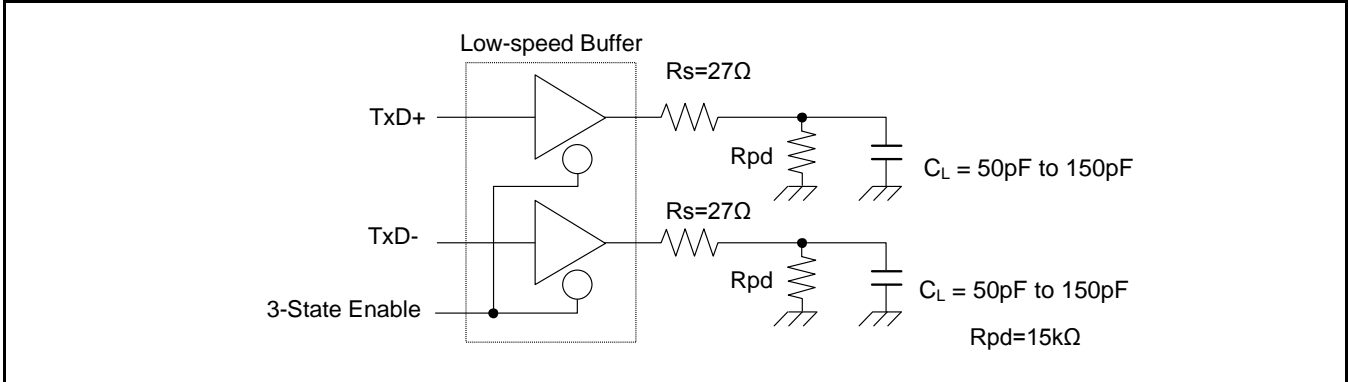 Low-speed Buffer
Rs=27Ω
TxD+
Rpd
C_L = 50pF to 150pF
Rs=27Ω
TxD-
Rpd
C_L = 50pF to 150pF
3-State Enable
Rpd=15kΩ